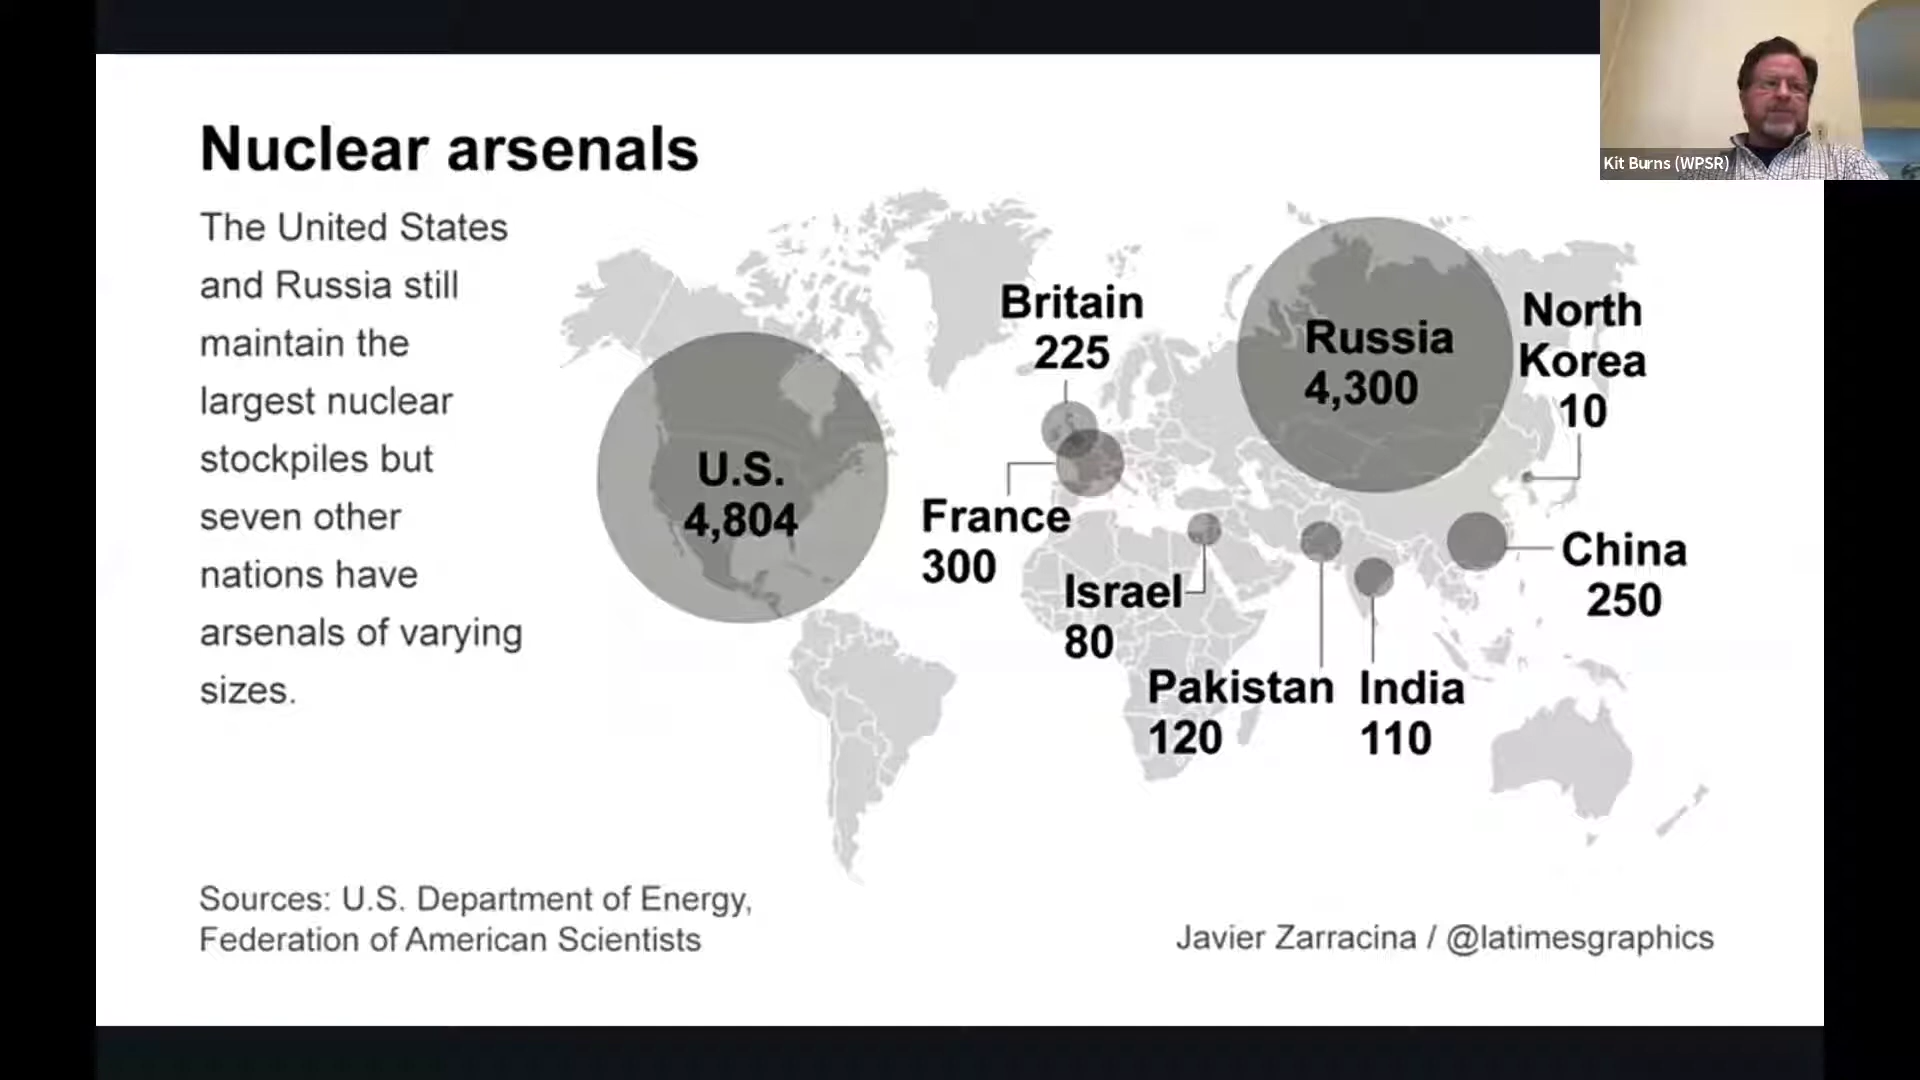 Kit Burns (WPSR)
Nuclear arsenals
The United States
and Russia still
maintain the
largest nuclear
stockpiles but
seven other
nations have
arsenals of varying
sizes.
U.S.
4,804
Britain
225
France
300
Israel
80
Russia
4,300
North
Korea
10
China
250
Pakistan
120
India
110
Sources: U.S. Department of Energy,
Federation of American Scientists
Javier Zarracina / @latimesgraphics